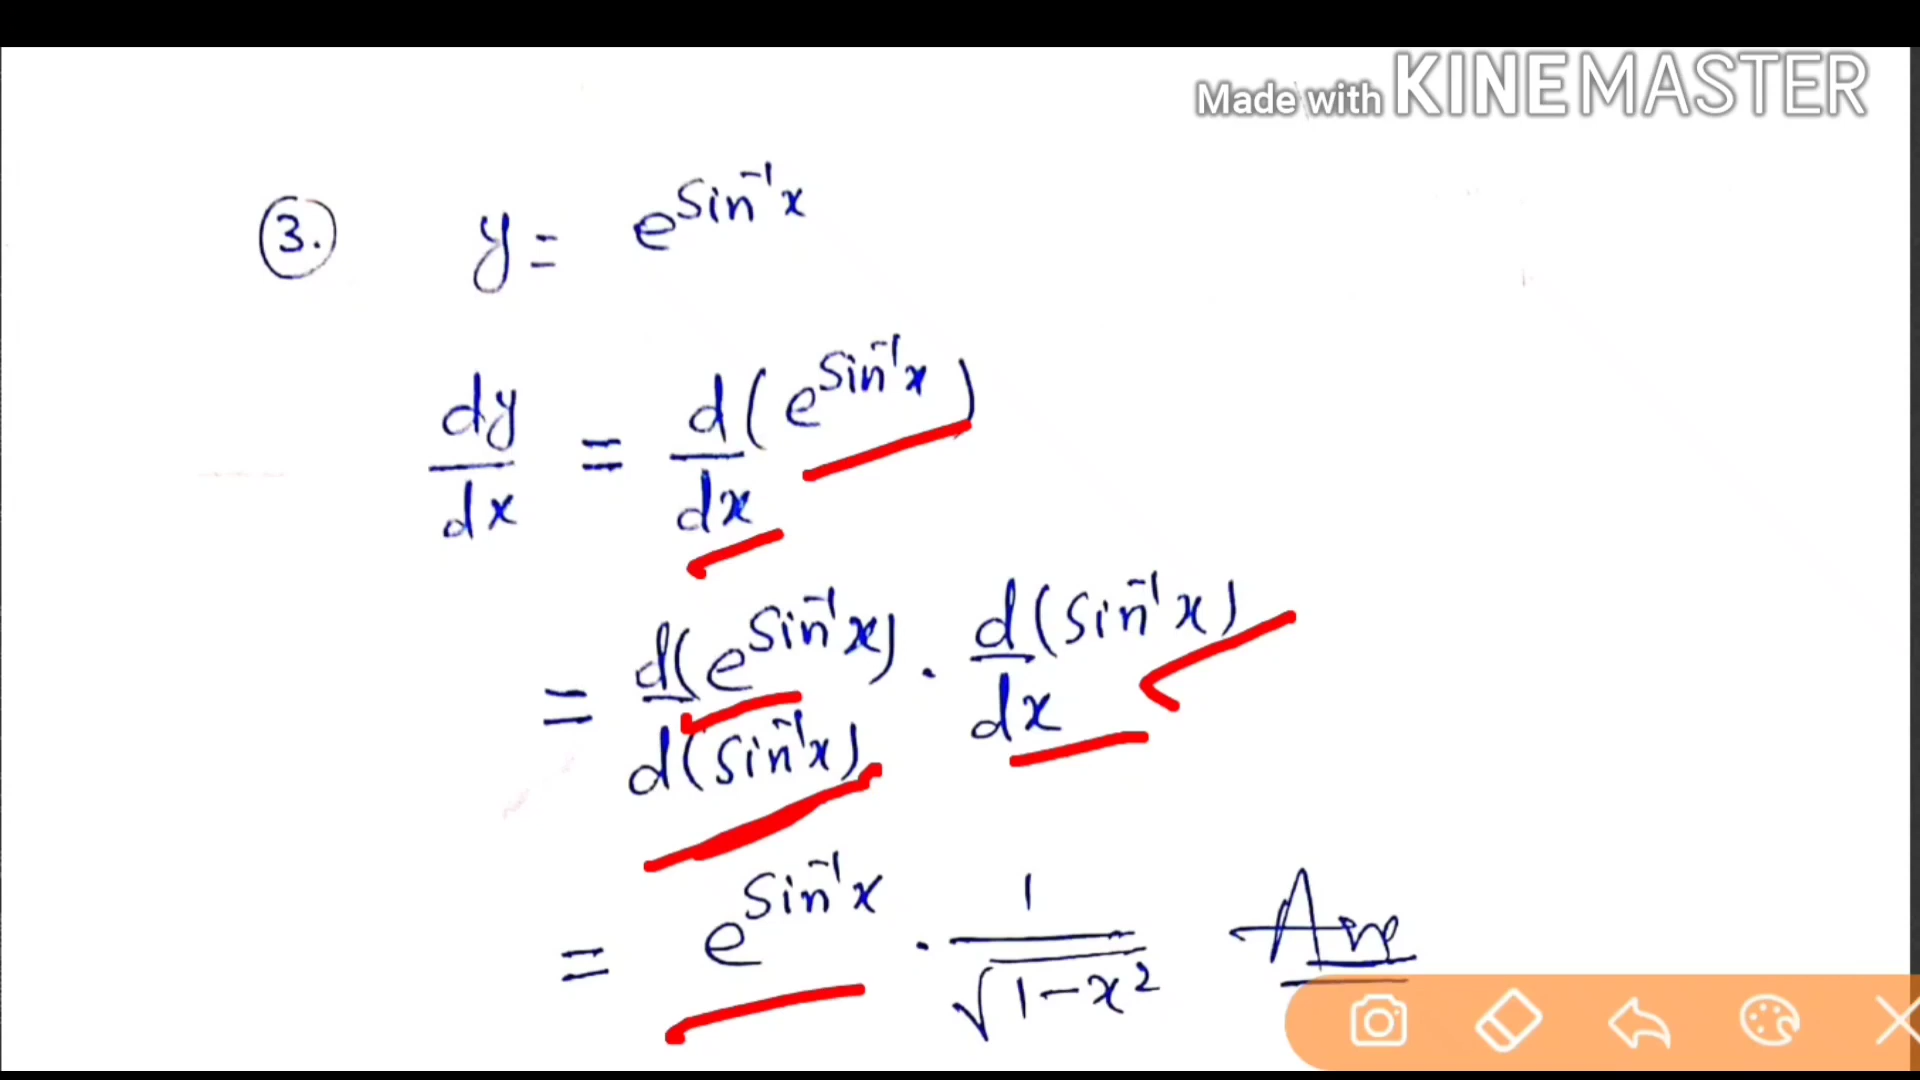 Made with KINEMASTER
3. y = e^Sin⁻¹x
dy/dx = d/dx (e^Sin⁻¹x)
= d(e^Sin⁻¹x)/d(Sin⁻¹x) . d(Sin⁻¹x)/dx
= e^Sin⁻¹x . 1/√1-x² Ans